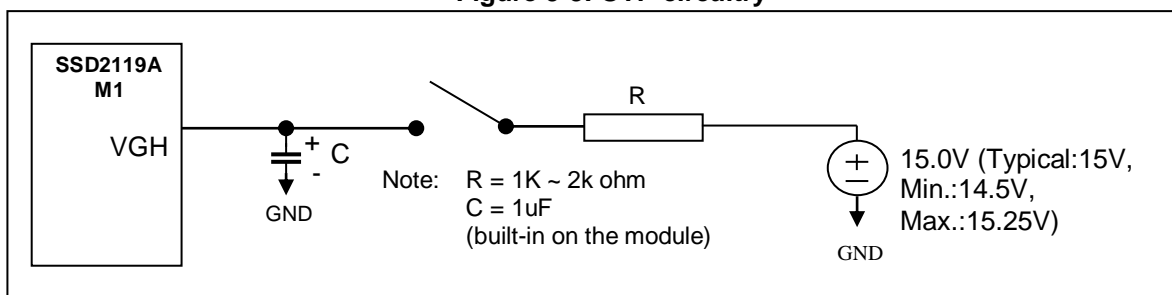 SSD2119A
M1
VGH
+
C
-
GND
R
Note: R = 1K ~ 2k ohm
C = 1uF
(built-in on the module)
15.0V (Typical:15V,
Min.:14.5V,
Max.:15.25V)
GND